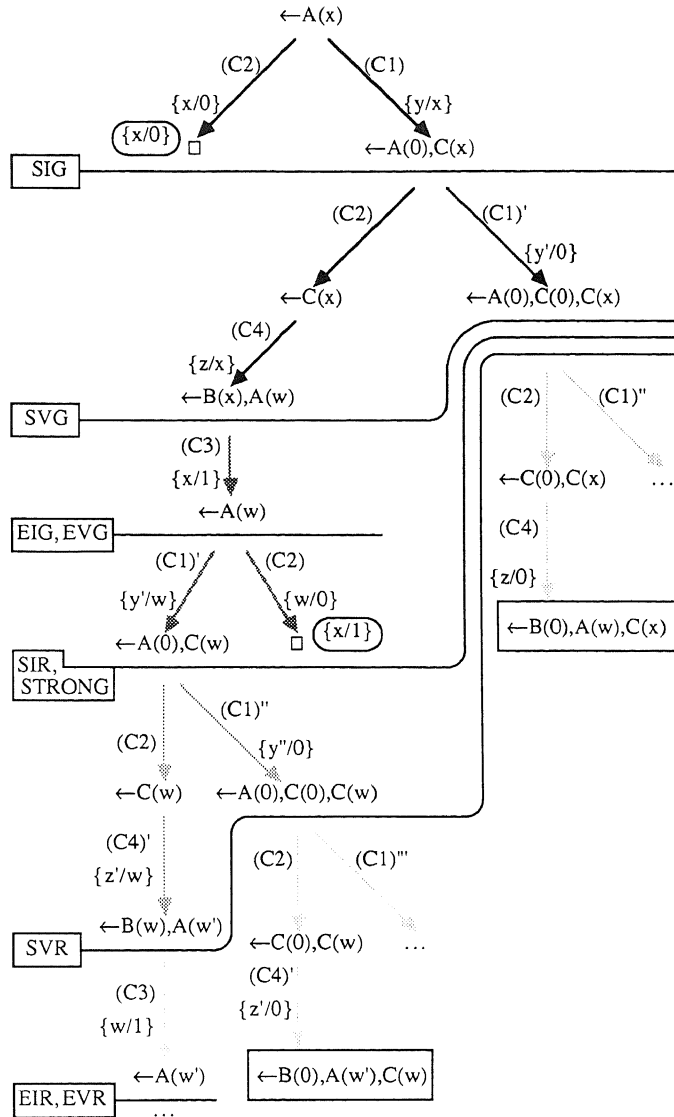 ←A(x)
(C2) (C1)
{x/0} {y/x}
{x/0} □ ←A(0),C(x)
SIG
(C2) (C1)'
{y'/0}
←C(x) ←A(0),C(0),C(x)
(C4)
{z/x}
←B(x),A(w)
SVG (C2) (C1)''
(C3)
{x/1} ←C(0),C(x) ...
←A(w)
EIG, EVG (C4)
(C1)' (C2)
{y'/w} {w/0} {z/0}
←A(0),C(w) □ {x/1} ←B(0),A(w),C(x)
SIR,
STRONG
(C2) (C1)''
{y''/0}
←C(w) ←A(0),C(0),C(w)
(C4)' (C2) (C1)'''
{z'/w}
←B(w),A(w')
SVR ←C(0),C(w) ...
(C3) (C4)'
{w/1} {z'/0}
←A(w') ←B(0),A(w'),C(w)
EIR, EVR
...